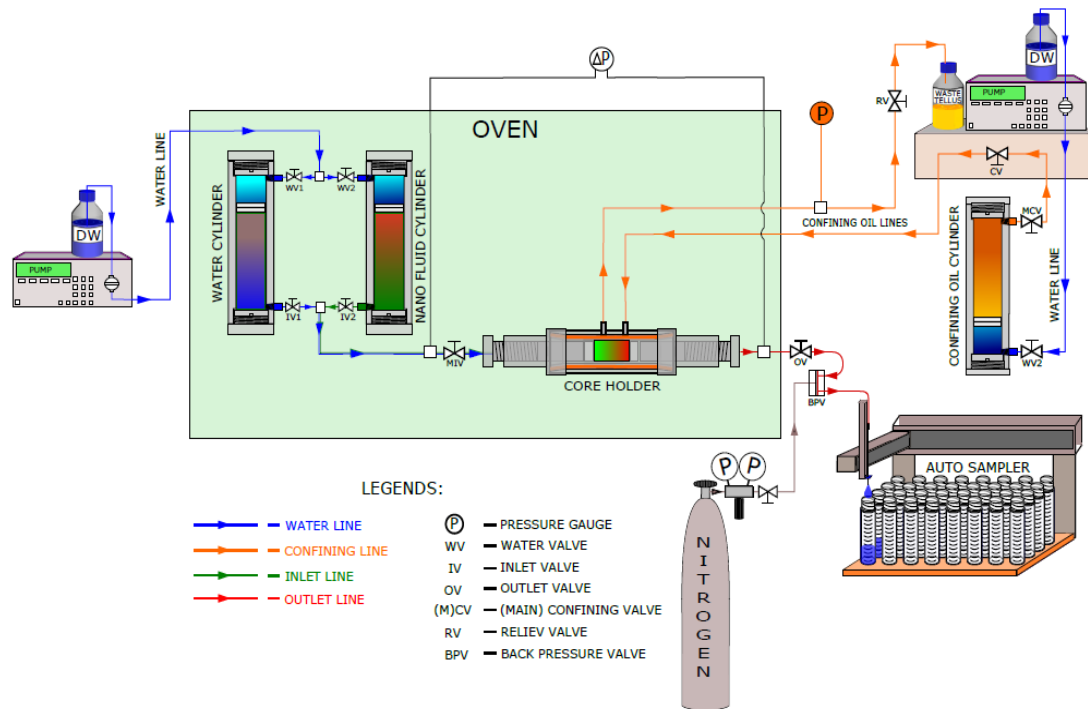 ΔP
DW
PUMP
WASTE
TELLUS
RV
P
OVEN
CV
WATER LINE
DW
PUMP
WATER CYLINDER
WV1
WV2
NANO FLUID CYLINDER
IV1
IV2
MIV
CORE HOLDER
CONFINING OIL LINES
CONFINING OIL CYLINDER
MCV
WATER LINE
WV2
OV
BPV
AUTO SAMPLER
P P
NITROGEN
LEGENDS:
WATER LINE
CONFINING LINE
INLET LINE
OUTLET LINE
P PRESSURE GAUGE
WV WATER VALVE
IV INLET VALVE
OV OUTLET VALVE
(M)CV (MAIN) CONFINING VALVE
RV RELIEV VALVE
BPV BACK PRESSURE VALVE